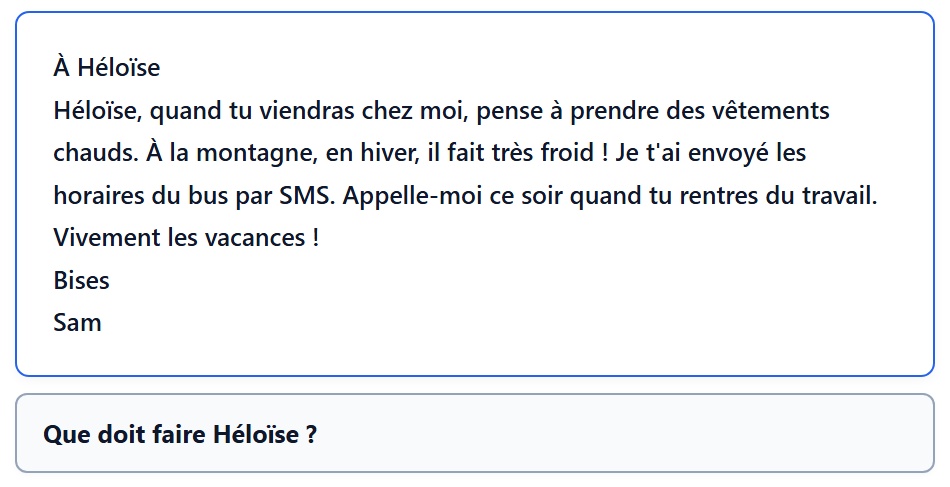 À Héloïse
Héloïse, quand tu viendras chez moi, pense à prendre des vêtements
chauds. À la montagne, en hiver, il fait très froid ! Je t'ai envoyé les
horaires du bus par SMS. Appelle-moi ce soir quand tu rentres du travail.
Vivement les vacances !
Bises
Sam
Que doit faire Héloïse ?